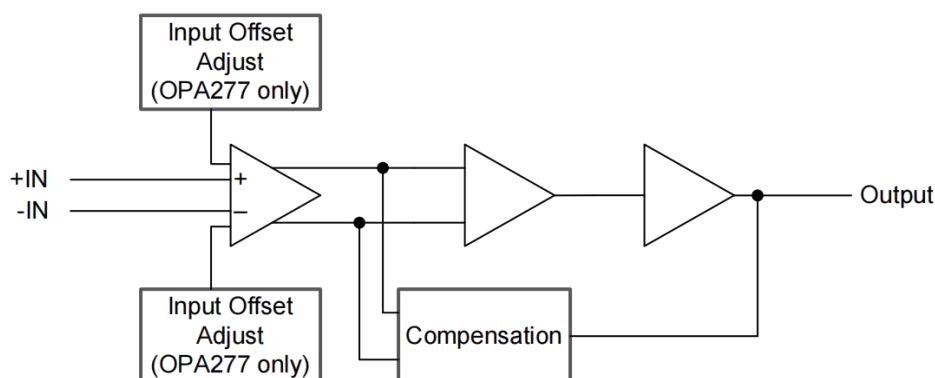 Input Offset
Adjust
(OPA277 only)
+IN
-IN
+
–
Output
Compensation
Input Offset
Adjust
(OPA277 only)